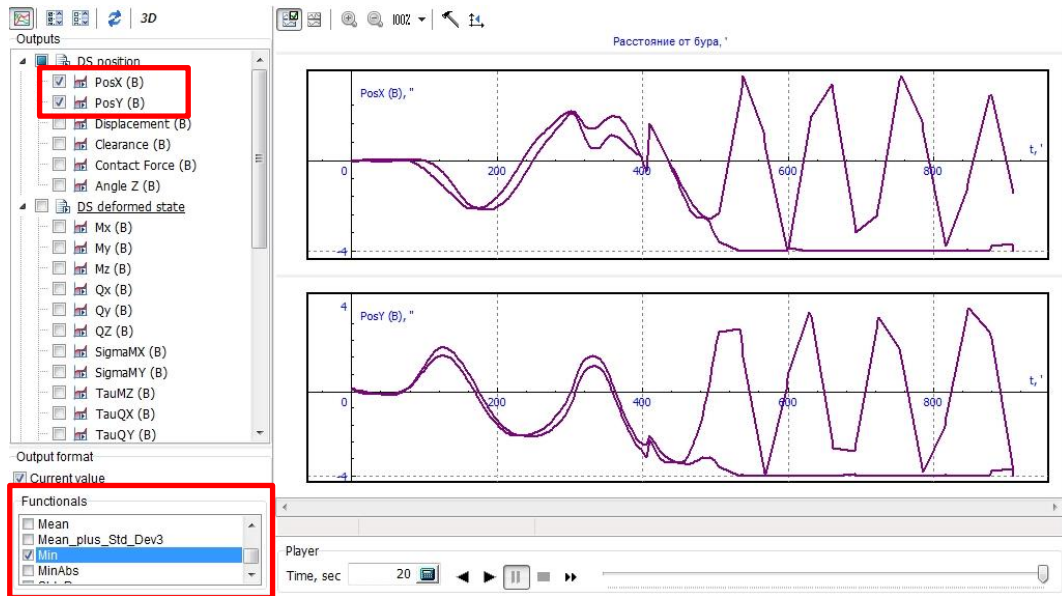 3D
100%
Outputs
DS position
PosX (B)
PosY (B)
Displacement (B)
Clearance (B)
Contact Force (B)
Angle Z (B)
DS deformed state
Mx (B)
My (B)
Mz (B)
Qx (B)
Qy (B)
QZ (B)
SigmaMX (B)
SigmaMY (B)
TauMZ (B)
TauQX (B)
TauQY (B)
Output format
Current value
Functionals
Mean
Mean_plus_Std_Dev3
Min
MinAbs
Расстояние от бура, '
PosX (B), "
t, '
0 200 400 600 800
-4
4
PosY (B), "
t, '
0 200 400 600 800
-4
Player
Time, sec 20